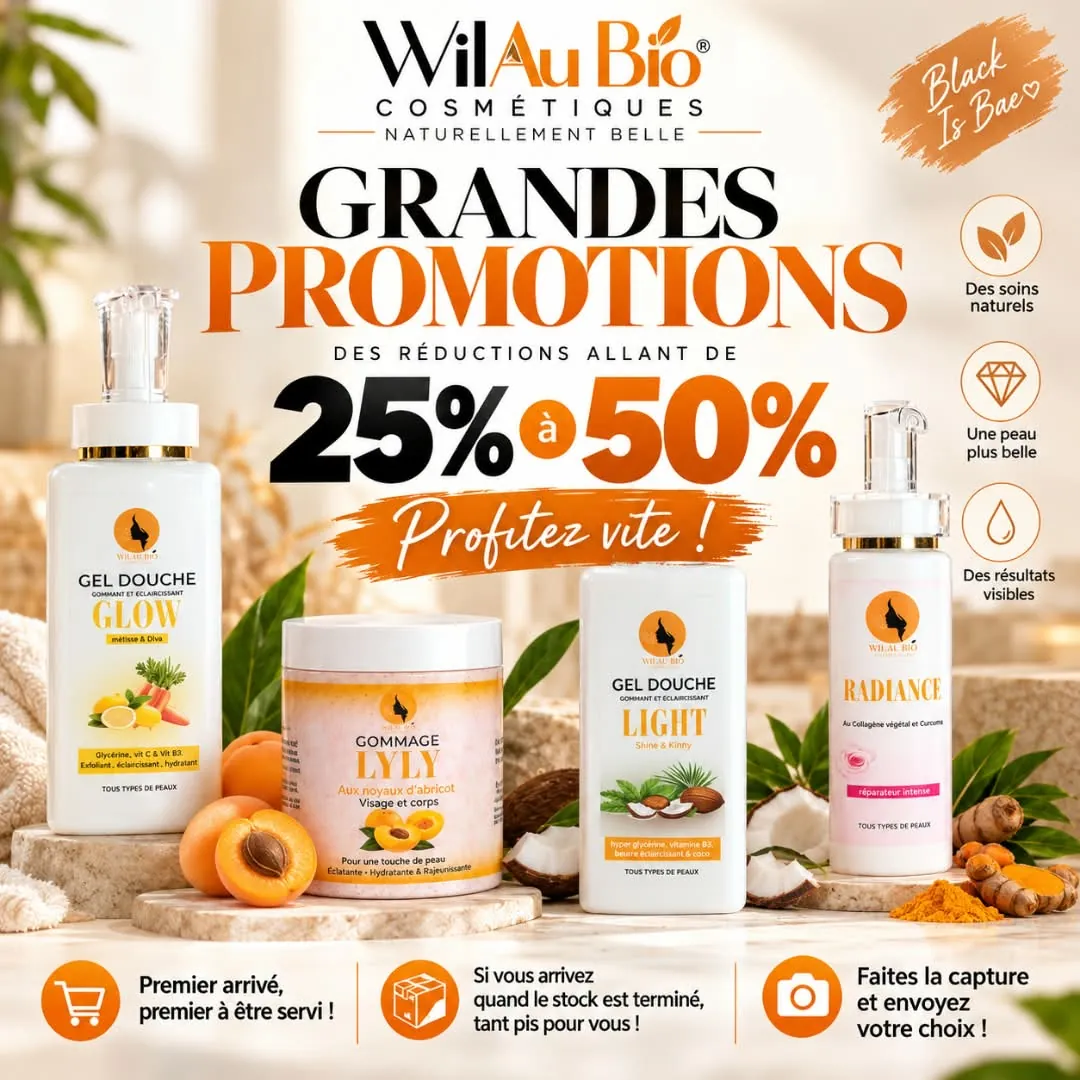 WilAu Bio®
COSMÉTIQUES
NATURELLEMENT BELLE
Black
Is Bae♡
GRANDES
PROMOTIONS
DES RÉDUCTIONS ALLANT DE
25% à 50%
Profitez vite !
Des soins
naturels
Une peau
plus belle
Des résultats
visibles
WILAU BIO
GEL DOUCHE
GOMMANT ET ÉCLAIRCISSANT
GLOW
métisse & Diva
Glycérine, vit C & Vit B3.
Exfoliant, éclaircissant, hydratant
TOUS TYPES DE PEAUX
GOMMAGE
LYLY
Aux noyaux d'abricot
Visage et corps
Pour une touche de peau
Éclatante • Hydratante & Rajeunissante
WILAU BIO
GEL DOUCHE
GOMMANT ET ÉCLAIRCISSANT
LIGHT
Shine & Kinny
hyper glycérine, vitamine B3,
beurre éclaircissant & coco
TOUS TYPES DE PEAUX
WILAU BIO
RADIANCE
Au Collagène végétal et Curcuma
réparateur intense
TOUS TYPES DE PEAUX
Premier arrivé,
premier à être servi !
Si vous arrivez
quand le stock est terminé,
tant pis pour vous !
Faites la capture
et envoyez
votre choix !